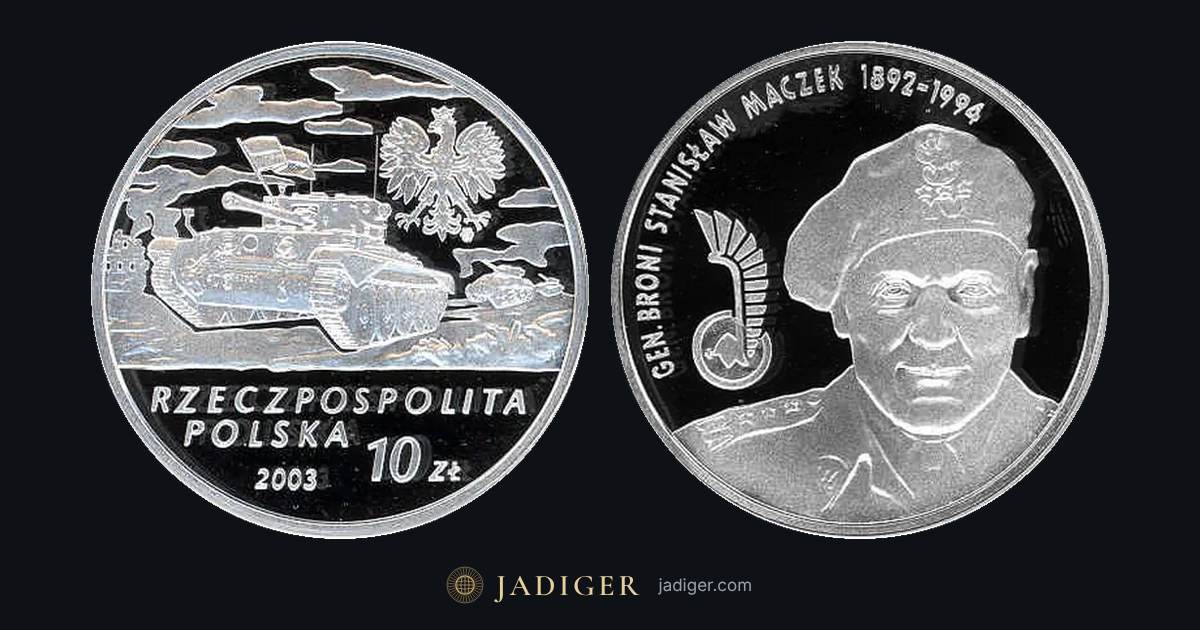 RZECZPOSPOLITA
POLSKA
10 ZŁ
2003
GEN. BRONI STANISŁAW MACZEK 1892-1994
JADIGER
jadiger.com